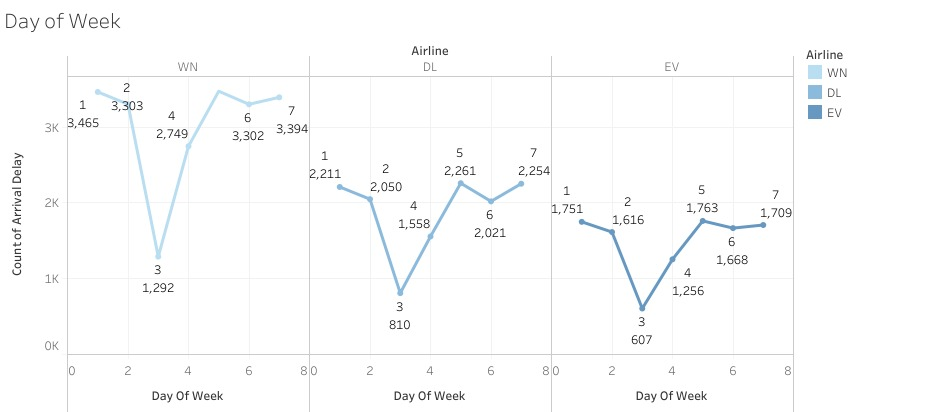 Day of Week
Airline
WN
DL
EV
Count of Arrival Delay
3K
2K
1K
0K
1
3,465
2
3,303
3
1,292
4
2,749
6
3,302
7
3,394
1
2,211
2
2,050
3
810
4
1,558
5
2,261
6
2,021
7
2,254
1
1,751
2
1,616
3
607
4
1,256
5
1,763
6
1,668
7
1,709
0 2 4 6 8
0 2 4 6 8
0 2 4 6 8
Day Of Week
Day Of Week
Day Of Week
Airline
WN
DL
EV